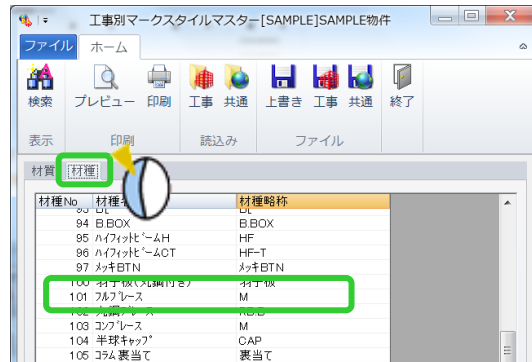 工事別マークスタイルマスター[SAMPLE]SAMPLE物件
ファイル ホーム
検索 プレビュー 印刷 工事 共通 上書き 工事 共通 終了
表示 印刷 読込み ファイル
材質 材種
材種No 材種 材種略称
94 B.BOX B.BOX
95 ﾊｲﾌｨｯﾄﾋﾞｰﾑH HF
96 ﾊｲﾌｨｯﾄﾋﾞｰﾑCT HF-T
97 ﾒｯｷBTN ﾒｯｷBTN
100 羽子板(丸鋼付き) 羽子板
101 ﾌﾙﾌﾞﾚｰｽ M
103 ｺﾝﾌﾞﾚｰｽ M
104 半球ｷｬｯﾌﾟ CAP
105 ｺﾗﾑ裏当て 裏当て